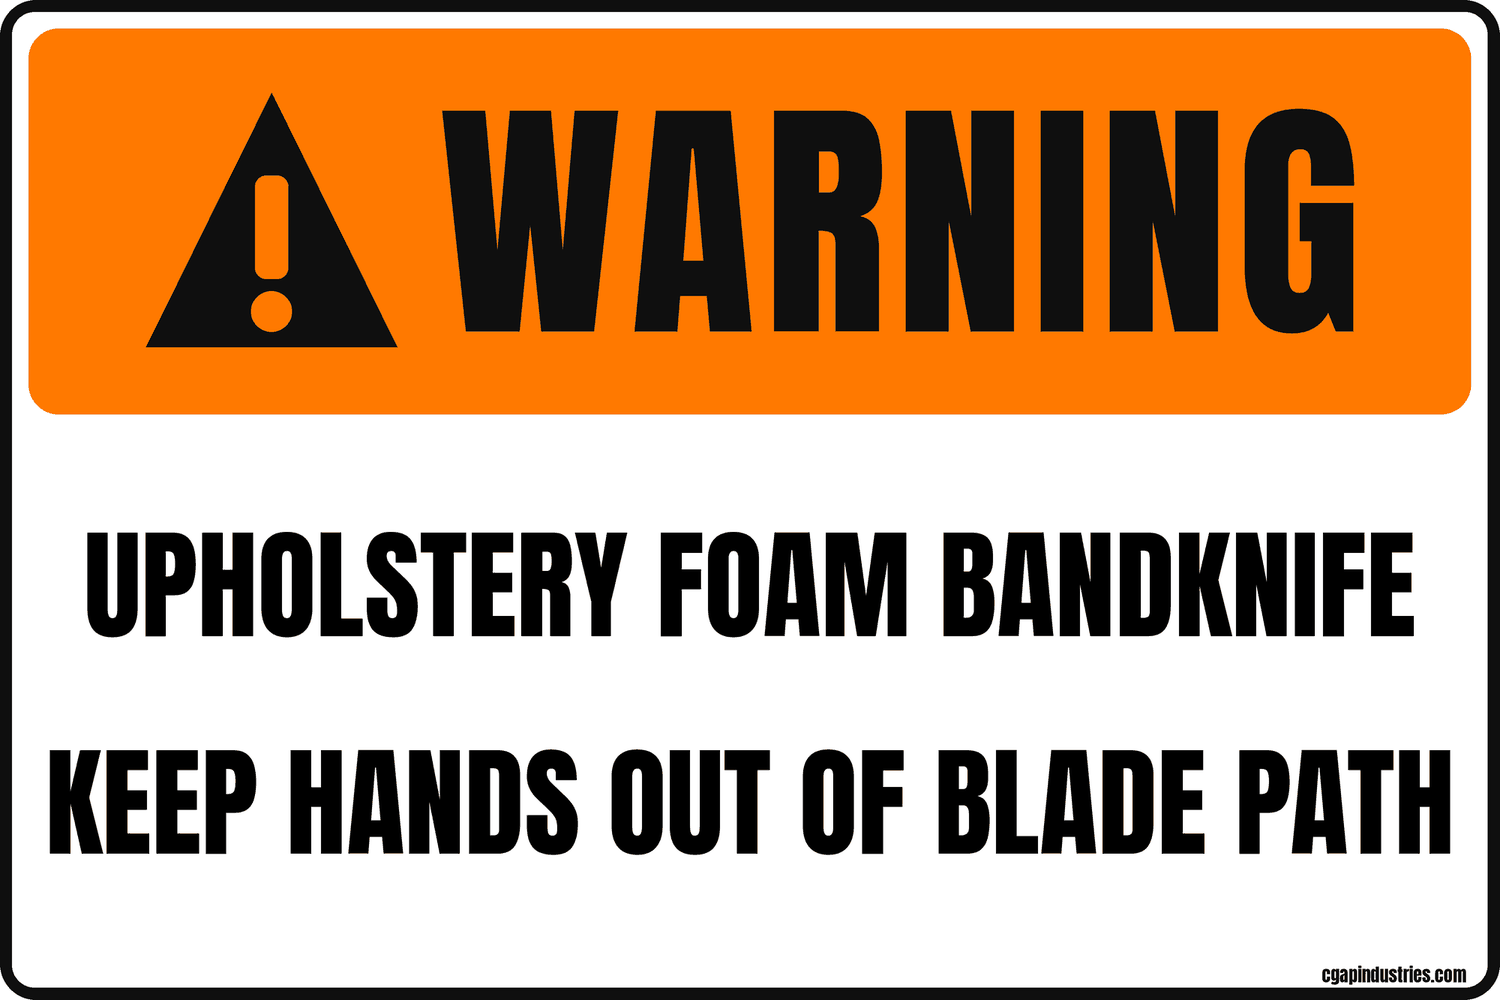 WARNING
UPHOLSTERY FOAM BANDKNIFE
KEEP HANDS OUT OF BLADE PATH
cgapindustries.com